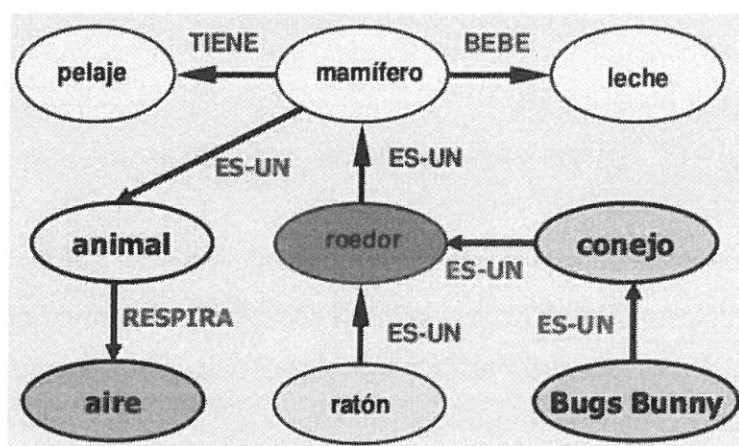 TIENE BEBE
pelaje mamífero leche
ES-UN ES-UN
animal roedor conejo
ES-UN
RESPIRA ES-UN ES-UN
aire ratón Bugs Bunny